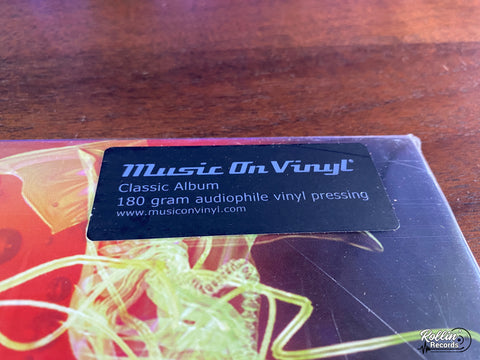 Music On Vinyl®
Classic Album
180 gram audiophile vinyl pressing
www.musiconvinyl.com
Rollin'
Records